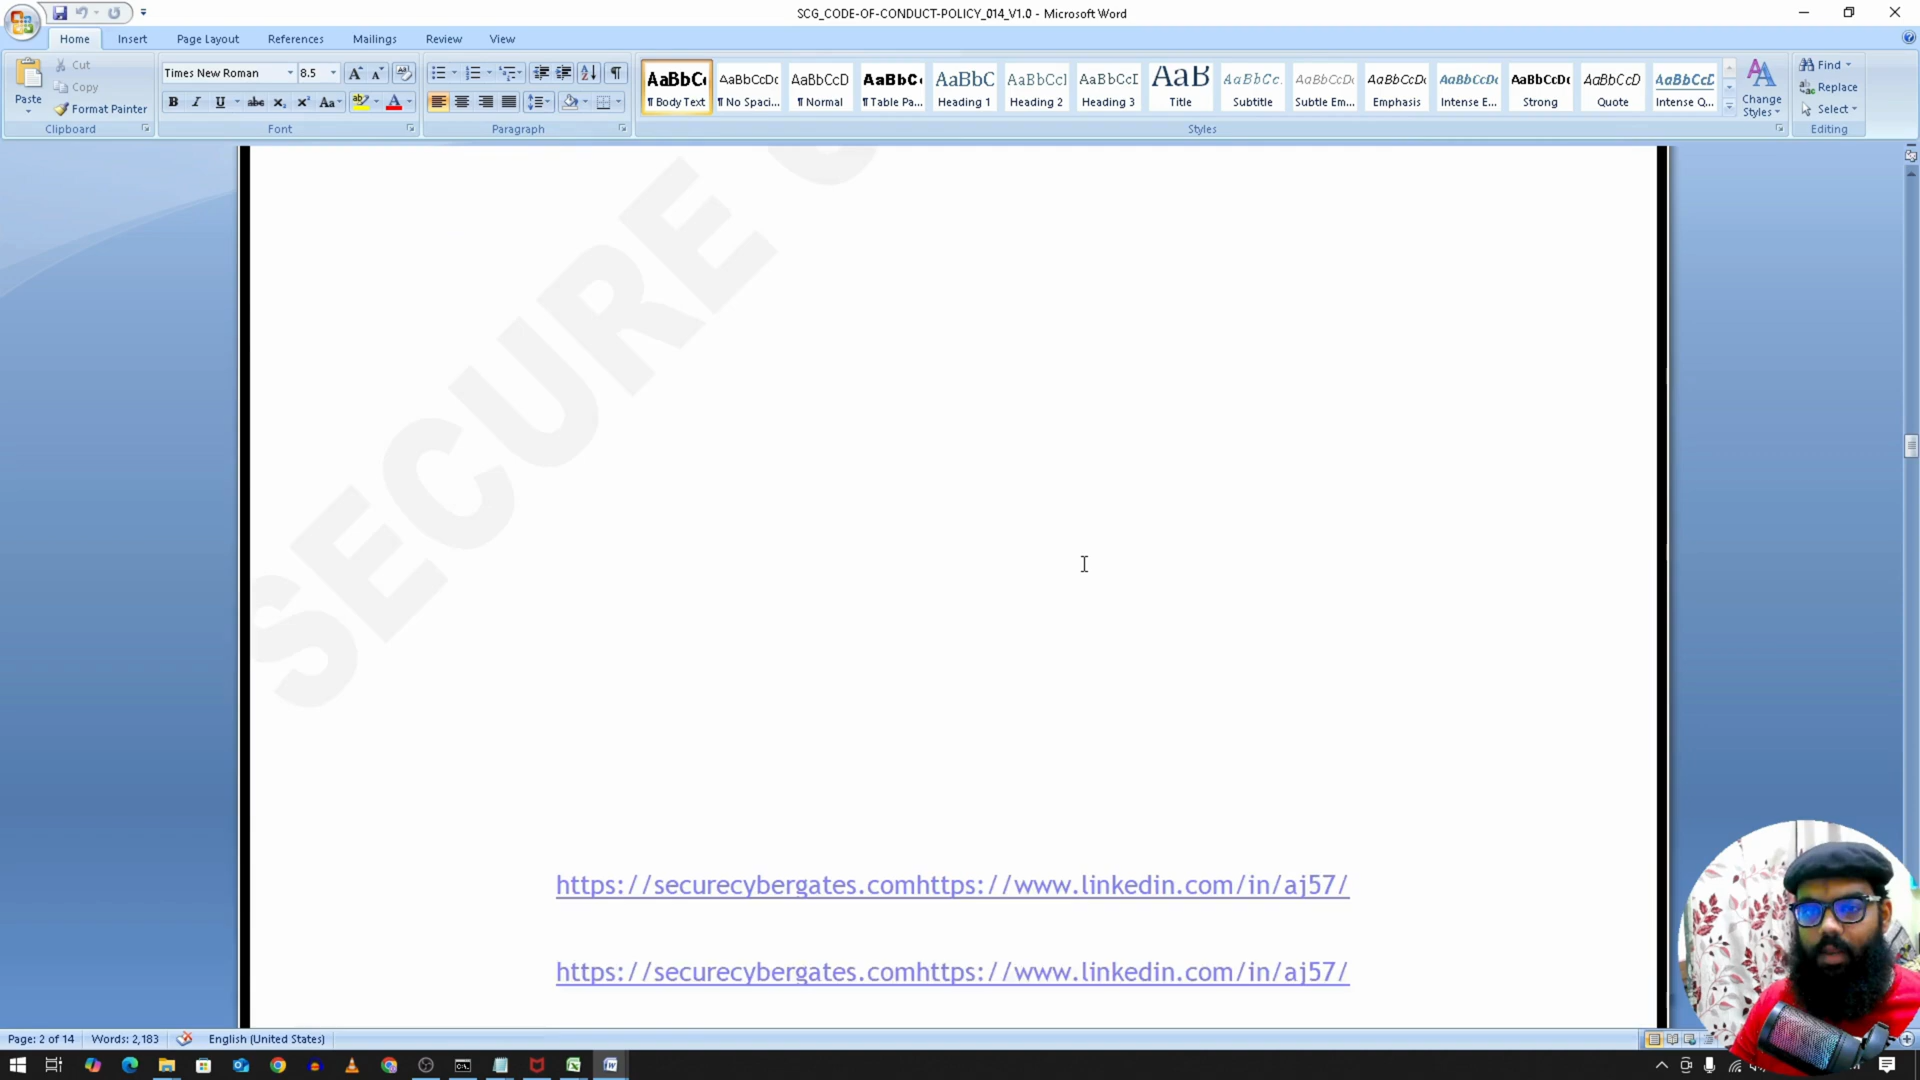 SCG_CODE-OF-CONDUCT-POLICY_014_V1.0 - Microsoft Word
Home Insert Page Layout References Mailings Review View
Paste
Cut
Copy
Format Painter
Clipboard
Times New Roman 8.5
Font
Paragraph
AaBbC AaBbCcDc AaBbCcD AaBbC AaBbC AaBbCcI AaBbCcI AaB AaBbCc. AaBbCcDc AaBbCcDc AaBbCcDc AaBbCcDc AaBbCcD AaBbCcD
¶ Body Text ¶ No Spaci... ¶ Normal ¶ Table Pa... Heading 1 Heading 2 Heading 3 Title Subtitle Subtle Em... Emphasis Intense E... Strong Quote Intense Q...
Styles
Change
Styles
Find
Replace
Select
Editing
SECURE
https://securecybergates.comhttps://www.linkedin.com/in/aj57/
https://securecybergates.comhttps://www.linkedin.com/in/aj57/
Page: 2 of 14 Words: 2,183 English (United States)